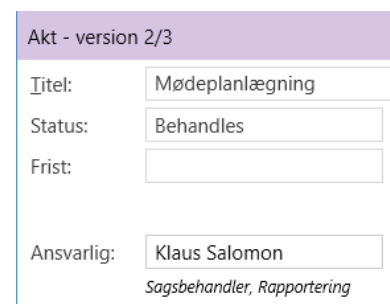 Akt - version 2/3
Titel: Mødeplanlægning
Status: Behandles
Frist:
Ansvarlig: Klaus Salomon
Sagsbehandler, Rapportering